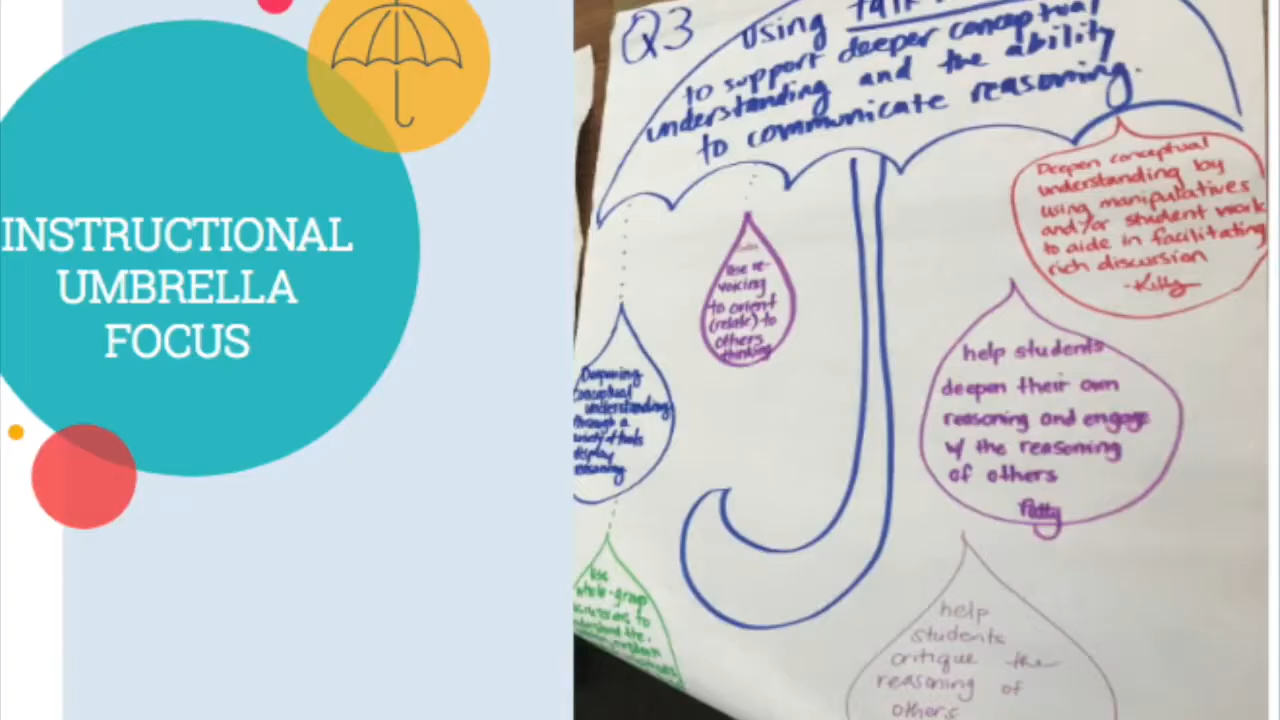 INSTRUCTIONAL
UMBRELLA
FOCUS
Q3
Using
to support deeper conceptual
understanding and the ability
to communicate reasoning.
Deepen conceptual
understanding by
using manipulatives
and/or student work
to aide in facilitating
rich discussion
-Kelly
Use re-
voicing
to orient
(relate) to
others
thinking
help students
deepen their own
reasoning and engage
w/ the reasoning
of others
Patty
Deepening
conceptual
understanding
through a
variety of tools
display
reasoning
Use
whole-group
help
students
critique the
reasoning of
others